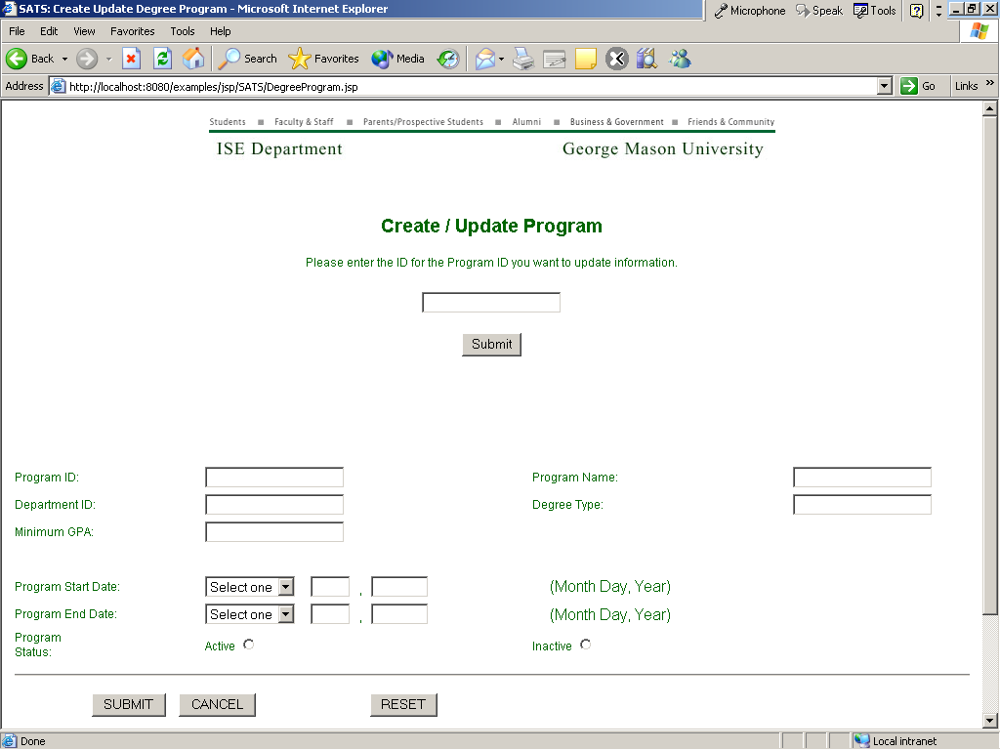 SATS: Create Update Degree Program - Microsoft Internet Explorer
Microphone Speak Tools
File Edit View Favorites Tools Help
Back Search Favorites Media
Address http://localhost:8080/examples/jsp/SATS/DegreeProgram.jsp Go Links »
Students Faculty & Staff Parents/Prospective Students Alumni Business & Government Friends & Community
ISE Department George Mason University
Create / Update Program
Please enter the ID for the Program ID you want to update information.
Submit
Program ID: Program Name:
Department ID: Degree Type:
Minimum GPA:
Program Start Date: Select one , (Month Day, Year)
Program End Date: Select one , (Month Day, Year)
Program
Status: Active Inactive
SUBMIT CANCEL RESET
Done Local intranet